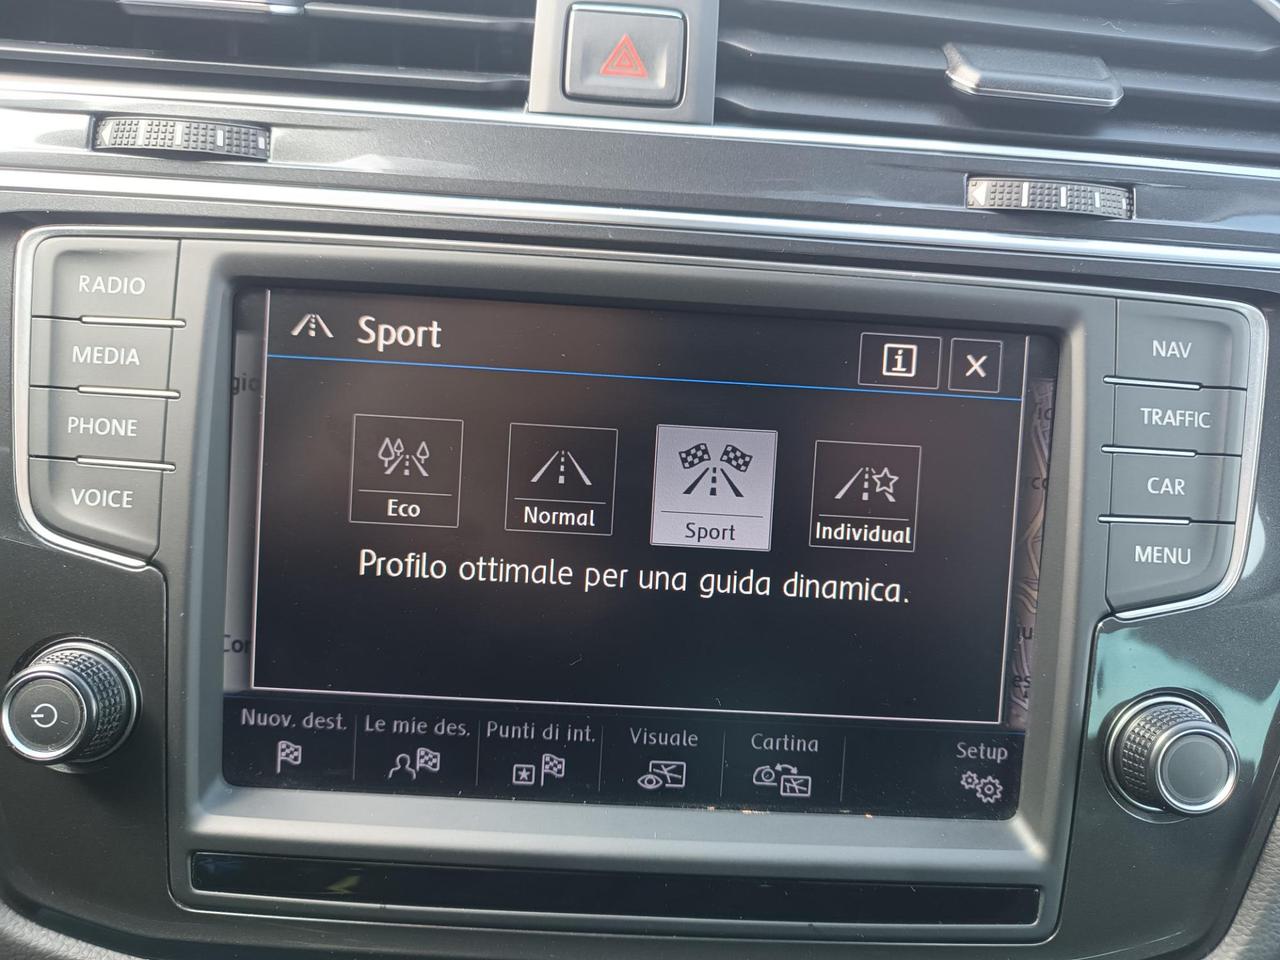 RADIO
MEDIA
PHONE
VOICE
Sport
i
X
Eco
Normal
Sport
Individual
Profilo ottimale per una guida dinamica.
Nuov. dest.
Le mie des.
Punti di int.
Visuale
Cartina
Setup
NAV
TRAFFIC
CAR
MENU